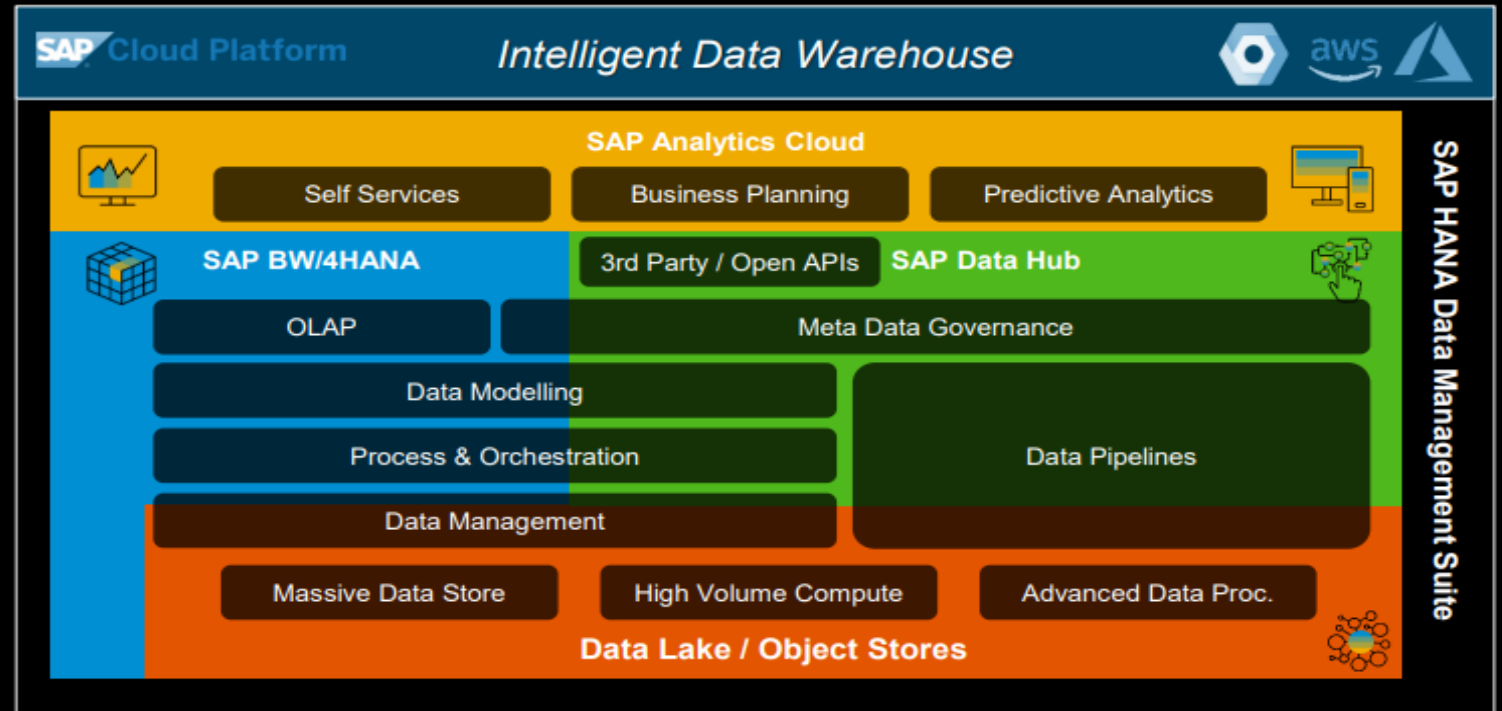 SAP Cloud Platform
Intelligent Data Warehouse
aws
SAP Analytics Cloud
Self Services
Business Planning
Predictive Analytics
SAP BW/4HANA
3rd Party / Open APIs
SAP Data Hub
OLAP
Meta Data Governance
Data Modelling
Process & Orchestration
Data Pipelines
Data Management
Massive Data Store
High Volume Compute
Advanced Data Proc.
Data Lake / Object Stores
SAP HANA Data Management Suite